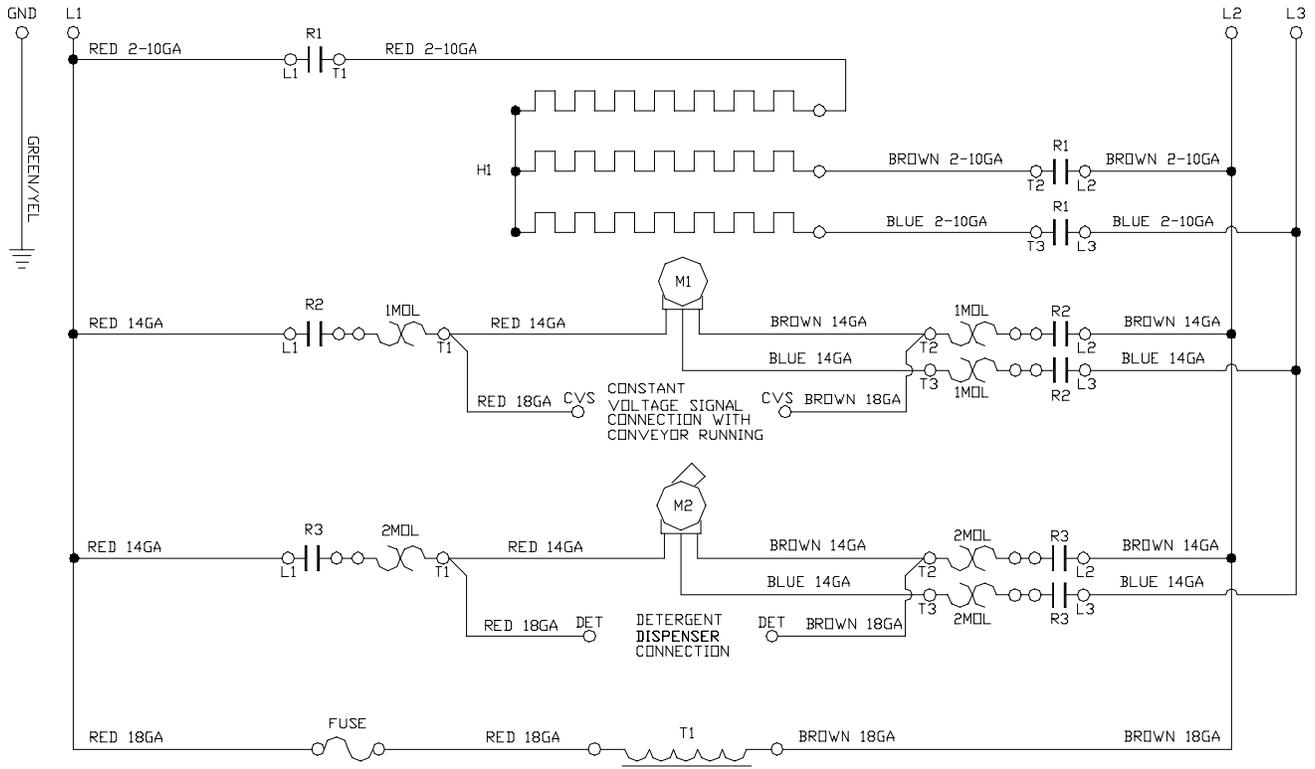 GND L1 L2 L3
RED 2-10GA R1 RED 2-10GA
L1 T1
GREEN/YEL
H1
BROWN 2-10GA R1 BROWN 2-10GA
T2 L2
BLUE 2-10GA R1 BLUE 2-10GA
T3 L3
M1
RED 14GA R2 1MOL RED 14GA BROWN 14GA 1MOL R2 BROWN 14GA
L1 T1 T2 L2
BLUE 14GA BLUE 14GA
T3 1MOL R2 L3
RED 18GA CVS CONSTANT CVS BROWN 18GA
VOLTAGE SIGNAL
CONNECTION WITH
CONVEYOR RUNNING
M2
RED 14GA R3 2MOL RED 14GA BROWN 14GA 2MOL R3 BROWN 14GA
L1 T1 T2 L2
BLUE 14GA BLUE 14GA
T3 2MOL R3 L3
RED 18GA DET DETERGENT DET BROWN 18GA
DISPENSER
CONNECTION
RED 18GA FUSE RED 18GA T1 BROWN 18GA BROWN 18GA